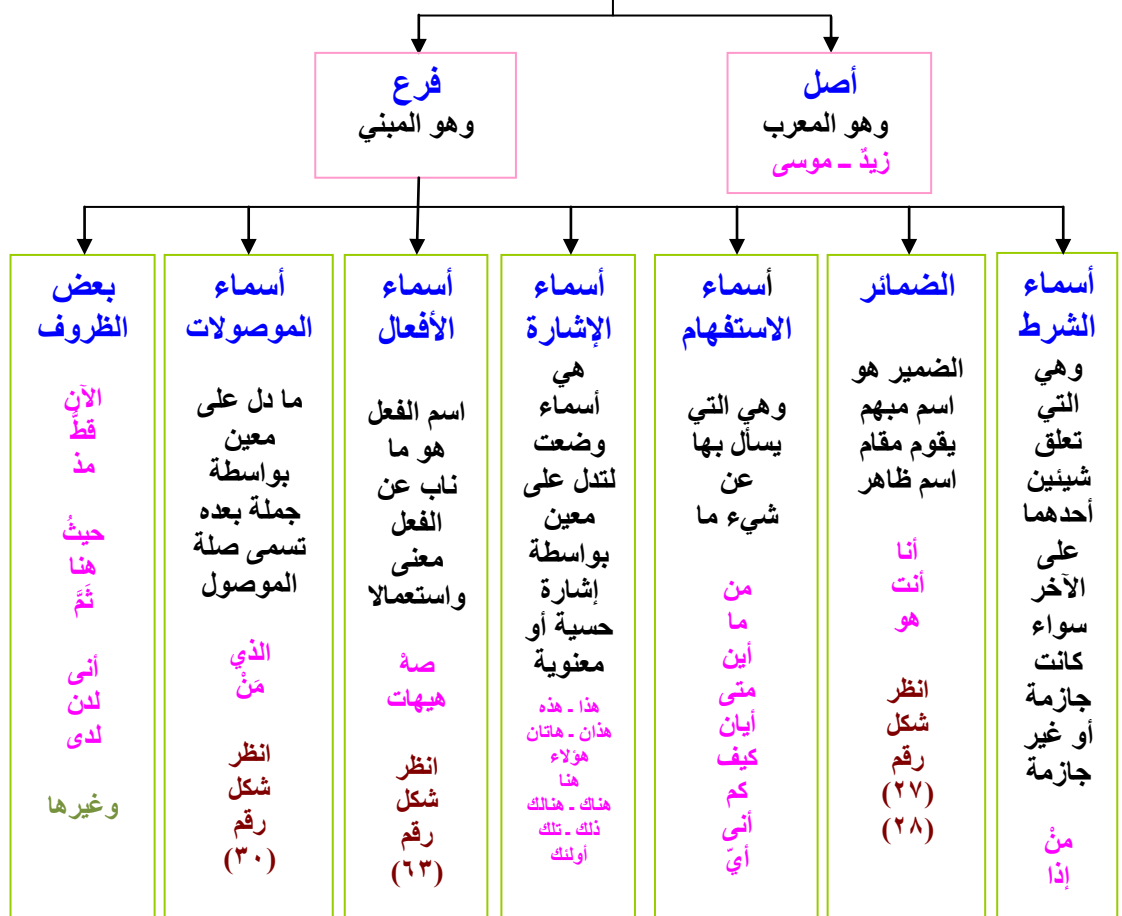 أصل
وهو المعرب
زيدٌ ـ موسى
فرع
وهو المبني
أسماء
الشرط
وهي
التي
تعلق
شيئين
أحدهما
على
الآخر
سواء
كانت
جازمة
أو غير
جازمة
منْ
إذا
الضمائر
الضمير هو
اسم مبهم
يقوم مقام
اسم ظاهر
أنا
أنت
هو
انظر
شكل
رقم
(٢٧)
(٢٨)
أسماء
الاستفهام
وهي التي
يسأل بها
عن
شيء ما
من
ما
أين
متى
أيان
كيف
كم
أنى
أيّ
أسماء
الإشارة
هي
أسماء
وضعت
لتدل على
معين
بواسطة
إشارة
حسية أو
معنوية
هذا ـ هذه
هذان ـ هاتان
هؤلاء
هنا
هناك ـ هنالك
ذلك ـ تلك
أولئك
أسماء
الأفعال
اسم الفعل
هو ما
ناب عن
الفعل
معنى
واستعمالا
صهْ
هيهات
انظر
شكل
رقم
(٦٣)
أسماء
الموصولات
ما دل على
معين
بواسطة
جملة بعده
تسمى صلة
الموصول
الذي
مَنْ
انظر
شكل
رقم
(٣٠)
بعض
الظروف
الآن
قطُّ
مذ
حيثُ
هنا
ثَمَّ
أنى
لدن
لدى
وغيرها